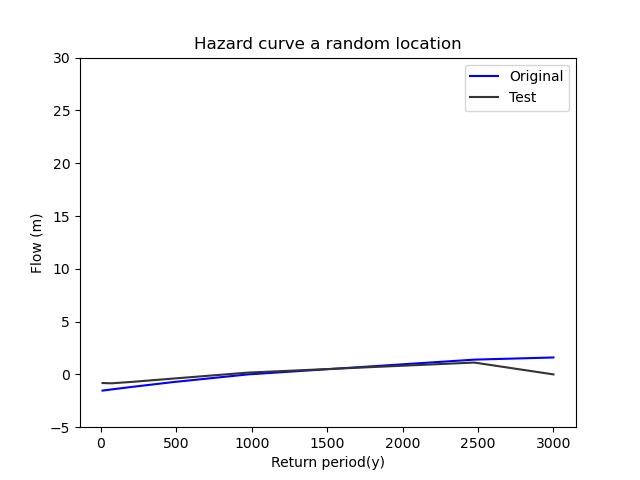 Hazard curve a random location
Original
Test
30
25
20
15
10
5
0
−5
Flow (m)
0 500 1000 1500 2000 2500 3000
Return period(y)